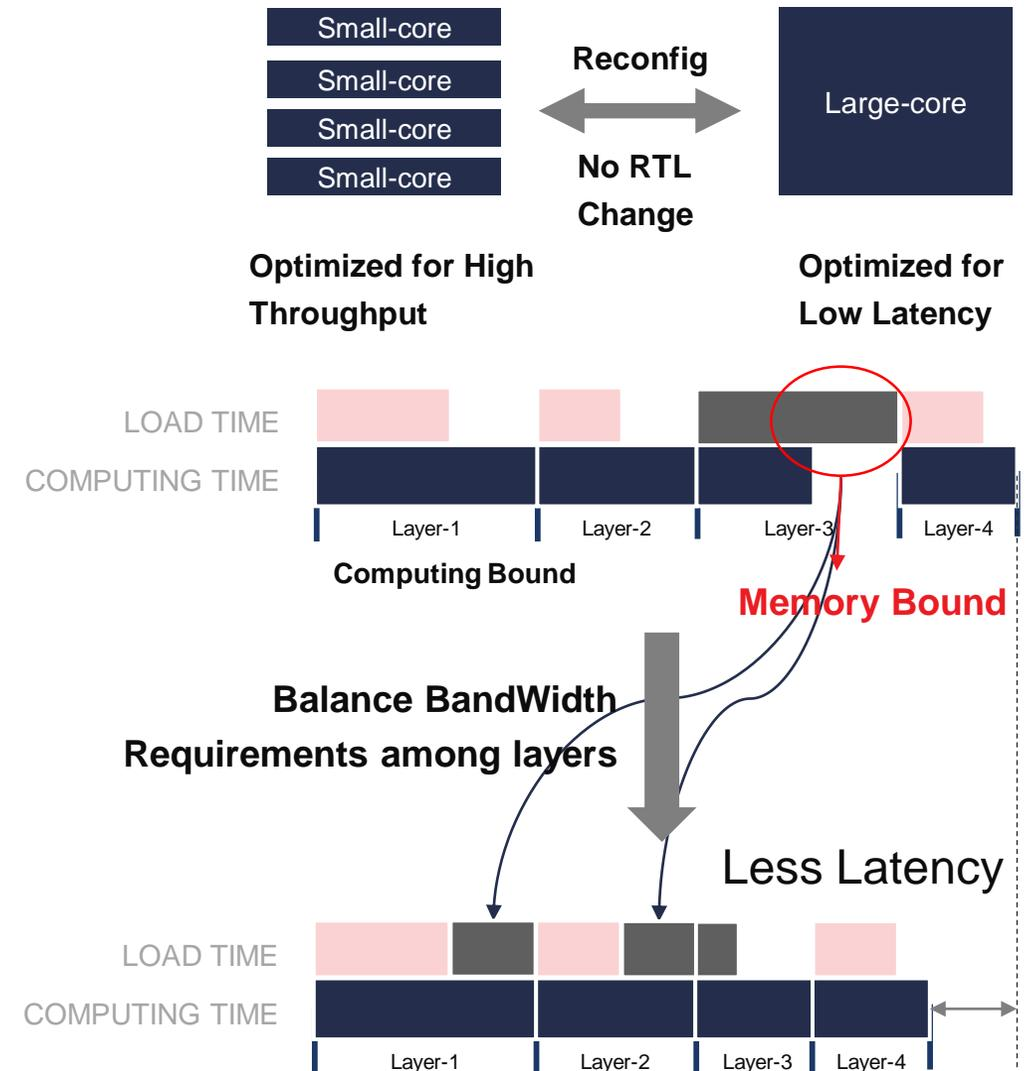 Small-core
Small-core
Small-core
Small-core
Reconfig
No RTL
Change
Large-core
Optimized for High
Throughput
Optimized for
Low Latency
LOAD TIME
COMPUTING TIME
Layer-1
Layer-2
Layer-3
Layer-4
Computing Bound
Memory Bound
Balance BandWidth
Requirements among layers
Less Latency
LOAD TIME
COMPUTING TIME
Layer-1
Layer-2
Layer-3
Layer-4